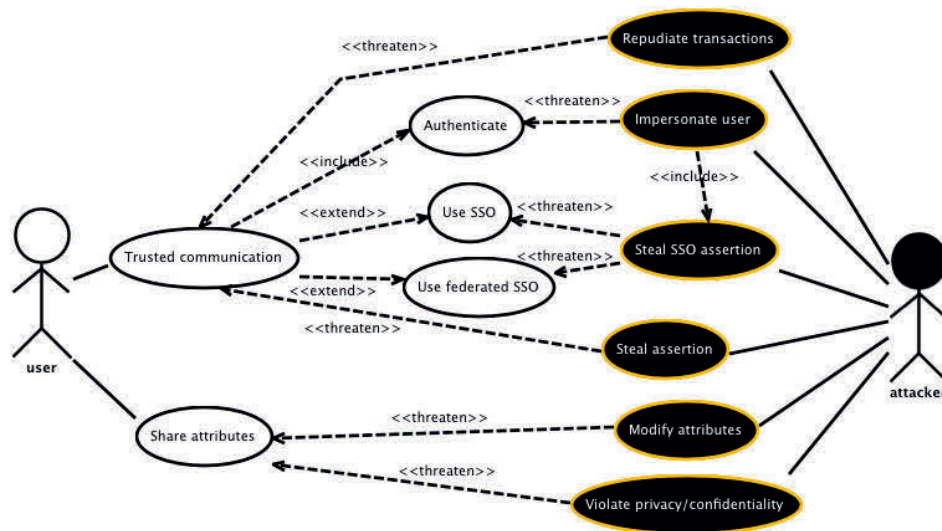 Repudiate transactions
<<threaten>>
<<threaten>>
Impersonate user
Authenticate
<<include>>
<<include>>
<<threaten>>
Use SSO
<<extend>>
Steal SSO assertion
Trusted communication
<<threaten>>
Use federated SSO
<<extend>>
<<threaten>>
Steal assertion
user
attacker
<<threaten>>
Modify attributes
Share attributes
<<threaten>>
Violate privacy/confidentiality